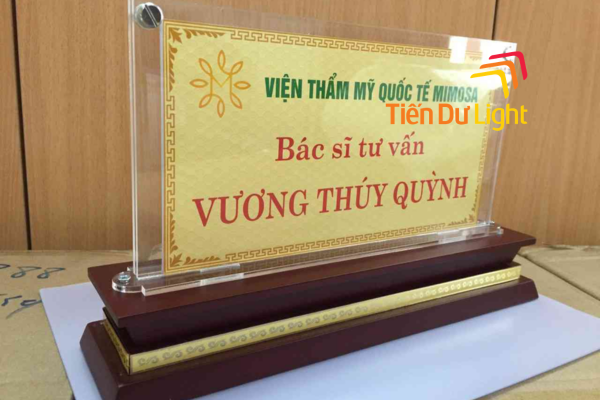 VIỆN THẨM MỸ QUỐC TẾ MIMOSA
Tiến Dư Light
Bác sĩ tư vấn
VƯƠNG THÚY QUỲNH